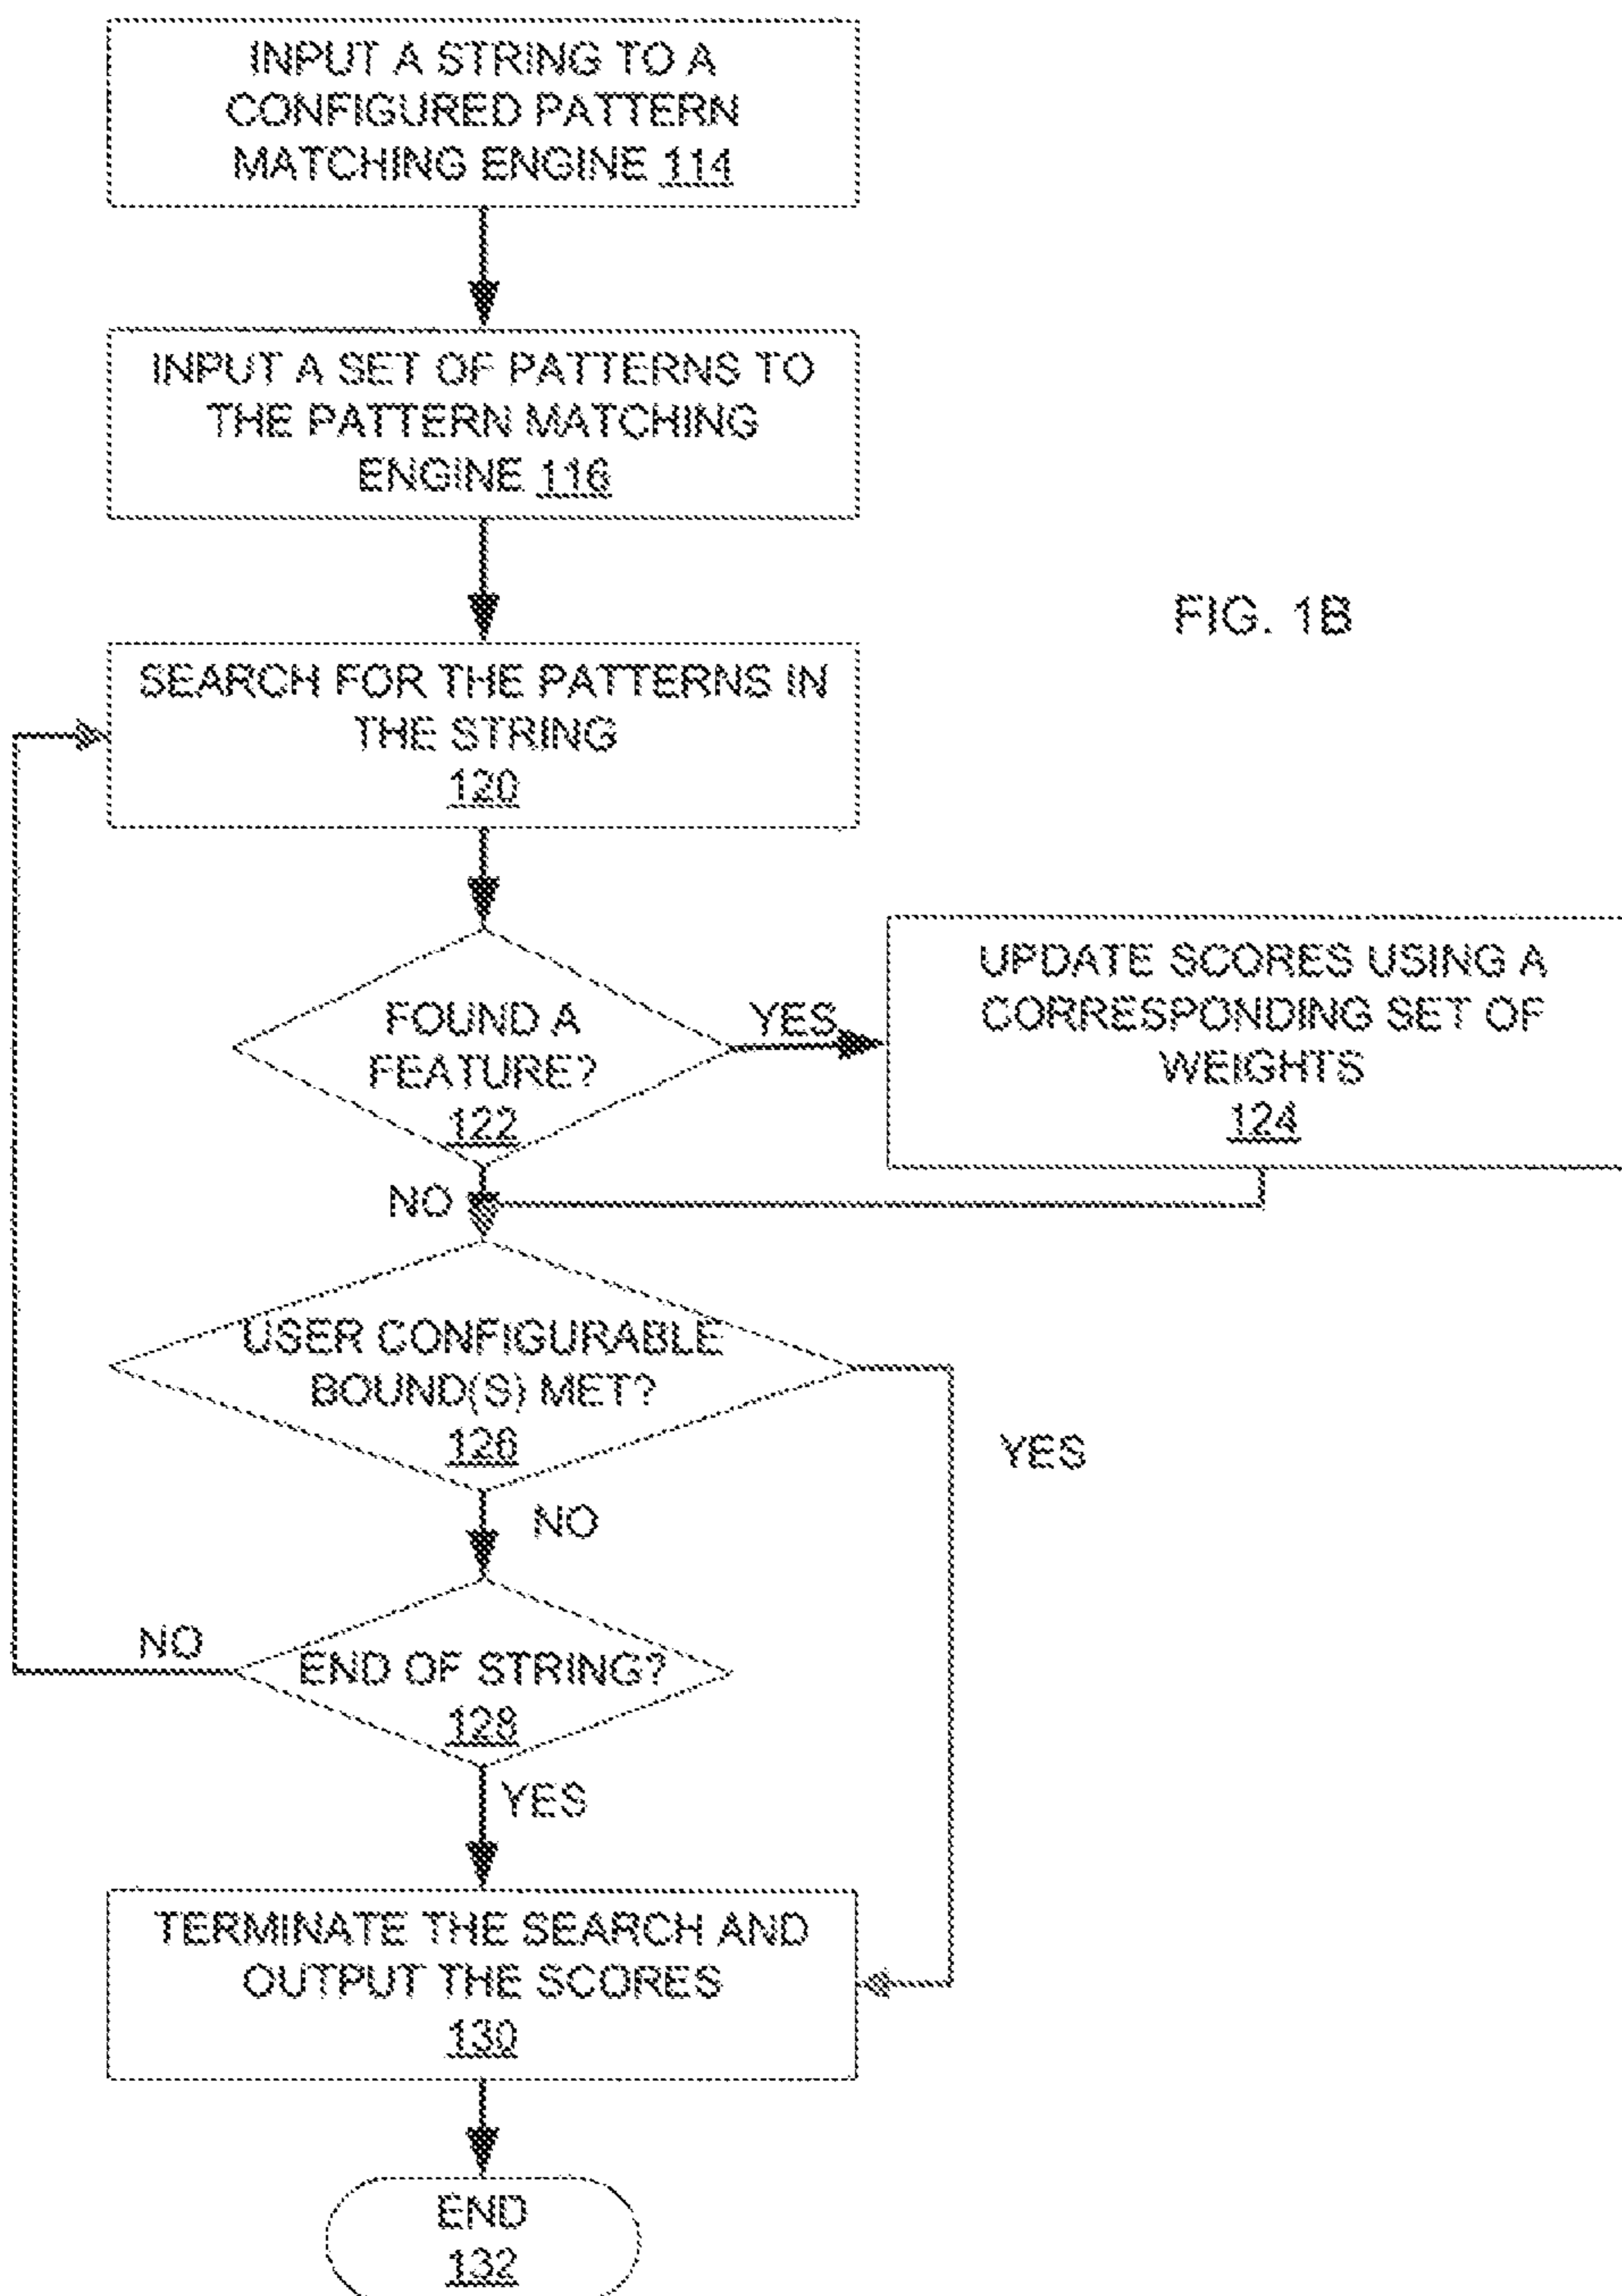 INPUT A STRING TO A
CONFIGURED PATTERN
MATCHING ENGINE 114
INPUT A SET OF PATTERNS TO
THE PATTERN MATCHING
ENGINE 116
FIG. 1B
SEARCH FOR THE PATTERNS IN
THE STRING
120
FOUND A
FEATURE?
122
YES
UPDATE SCORES USING A
CORRESPONDING SET OF
WEIGHTS
124
NO
USER CONFIGURABLE
BOUND(S) MET?
126
YES
NO
END OF STRING?
128
NO
YES
TERMINATE THE SEARCH AND
OUTPUT THE SCORES
130
END
132